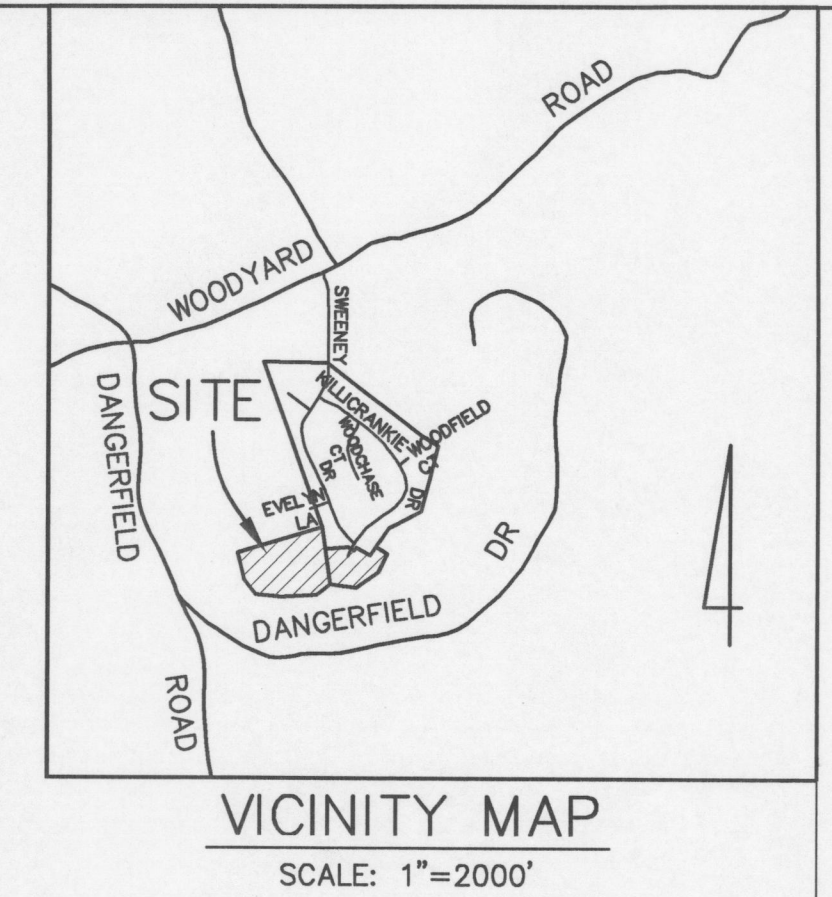 ROAD
WOODYARD
SWEENEY
DANGERFIELD
SITE
KILLICRANKIE
WOODFIELD
CT
WOODCHASE
CT
DR
DR
EVELYN
LA
DR
DANGERFIELD
ROAD
VICINITY MAP
SCALE: 1"=2000'